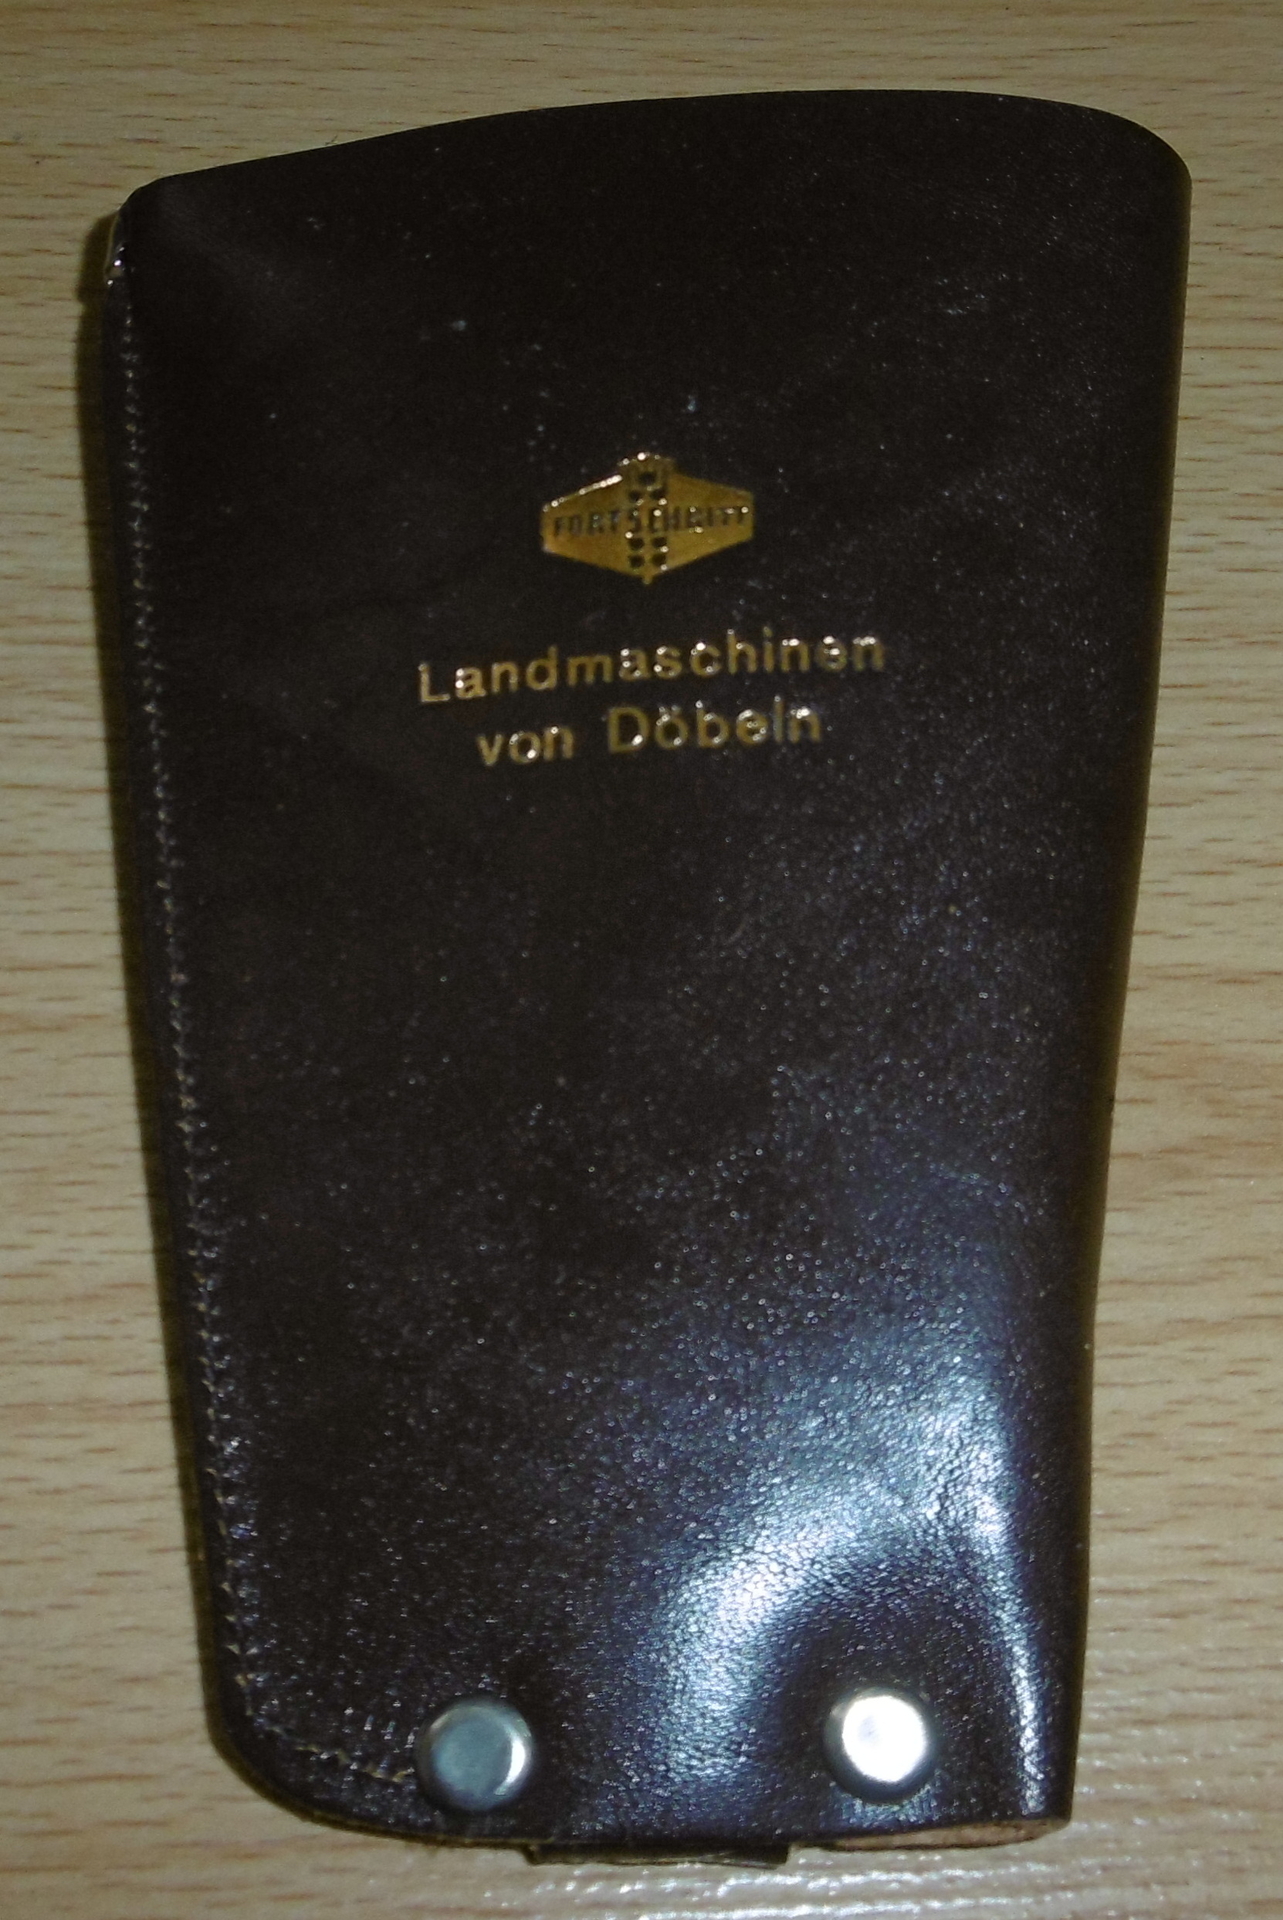 FORTSCHRITT
Landmaschinen
von Döbeln